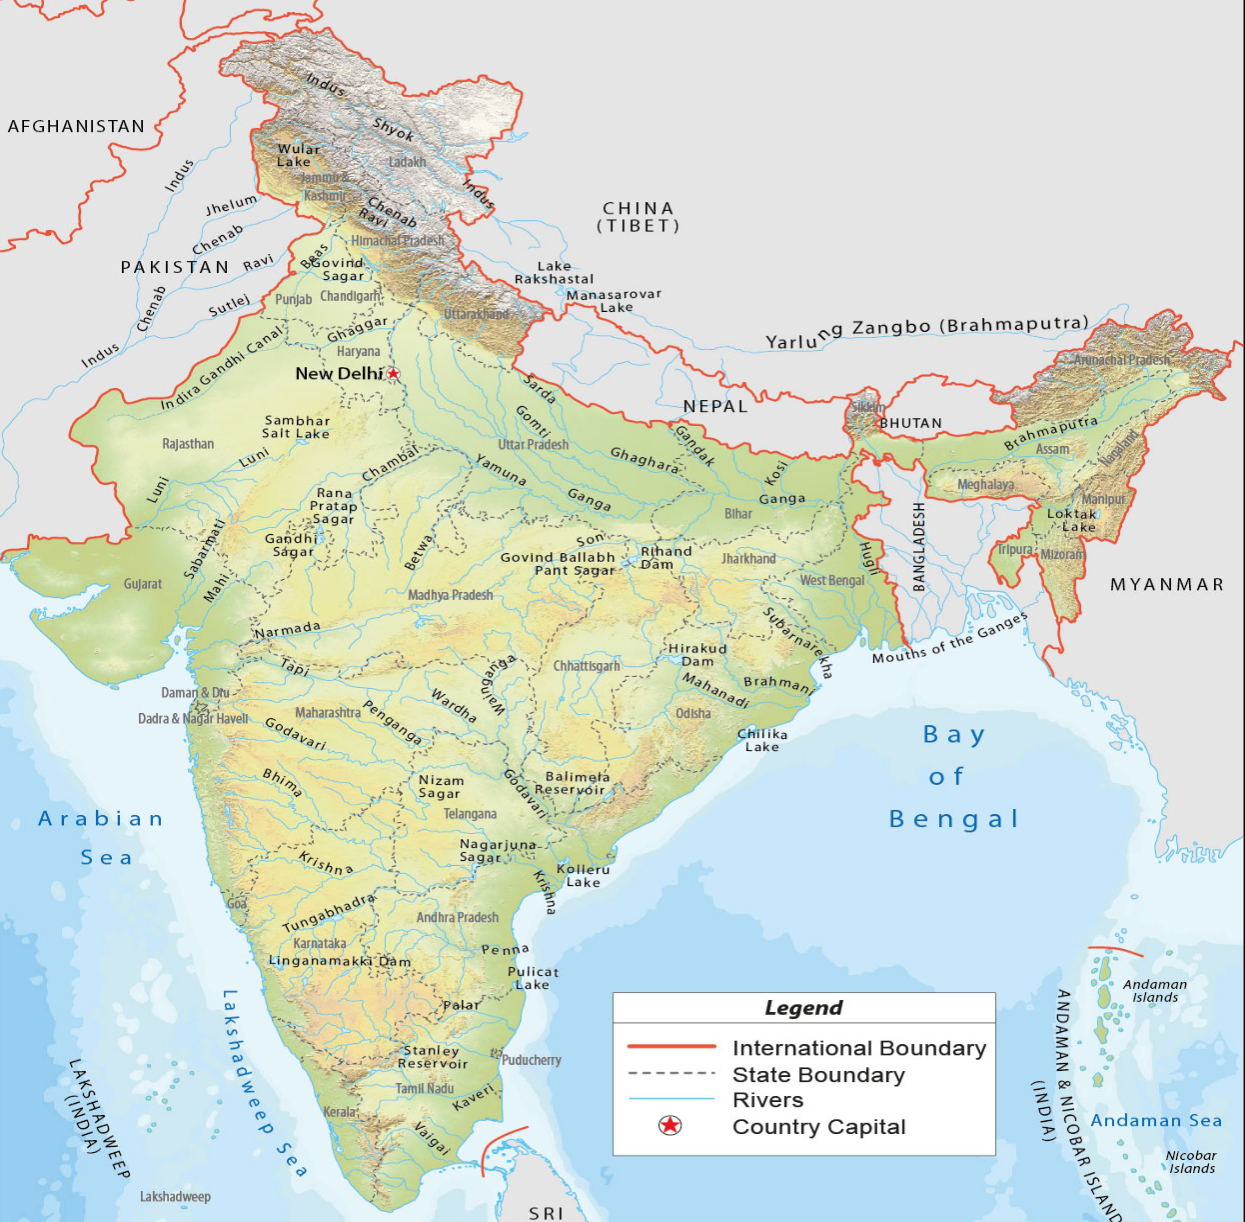 AFGHANISTAN
Indus
Shyok
Wular
Lake
Ladakh
Jammu &
Kashmir
Indus
Indus
Jhelum
Chenab
Ravi
Chenab
CHINA
(TIBET)
Chenab
Ravi
Himachal Pradesh
PAKISTAN
Beas
Govind
Sagar
Lake
Rakshastal
Manasarovar
Lake
Sutlej
Punjab
Chandigarh
Uttarakhand
Chenab
Indus
Ghaggar
Haryana
Yarlung Zangbo (Brahmaputra)
Indira Gandhi Canal
New Delhi
Arunachal Pradesh
Sarda
NEPAL
Sikkim
BHUTAN
Sambhar
Salt Lake
Gomti
Rajasthan
Uttar Pradesh
Gandak
Brahmaputra
Assam
Nagaland
Luni
Chambal
Yamuna
Ghaghara
Kosi
Luni
Rana
Pratap
Sagar
Ganga
Ganga
Bihar
Meghalaya
Manipur
Loktak
Lake
Gandhi
Sagar
Sabarmati
Betwa
Son
Govind Ballabh
Pant Sagar
Rihand
Dam
Jharkhand
Hugli
BANGLADESH
Tripura
Mizoram
Gujarat
Mahi
Madhya Pradesh
West Bengal
MYANMAR
Narmada
Subarnarekha
Mouths of the Ganges
Tapi
Wainganga
Chhattisgarh
Hirakud
Dam
Daman & Diu
Dadra & Nagar Haveli
Wardha
Mahanadi
Brahmani
Maharashtra
Penganga
Odisha
Godavari
Chilika
Lake
Bay
of
Bengal
Bhima
Nizam
Sagar
Godavari
Balimela
Reservoir
Telangana
Arabian
Sea
Krishna
Nagarjuna
Sagar
Krishna
Kolleru
Lake
Goa
Tungabhadra
Andhra Pradesh
Karnataka
Linganamakki Dam
Penna
Pulicat
Lake
Palar
Stanley
Reservoir
Puducherry
Tamil Nadu
Kaveri
Kerala
Vaigai
Lakshadweep Sea
LAKSHADWEEP
(INDIA)
Lakshadweep
SRI
Legend
International Boundary
State Boundary
Rivers
Country Capital
Andaman
Islands
ANDAMAN & NICOBAR ISLAND
(INDIA)
Andaman Sea
Nicobar
Islands